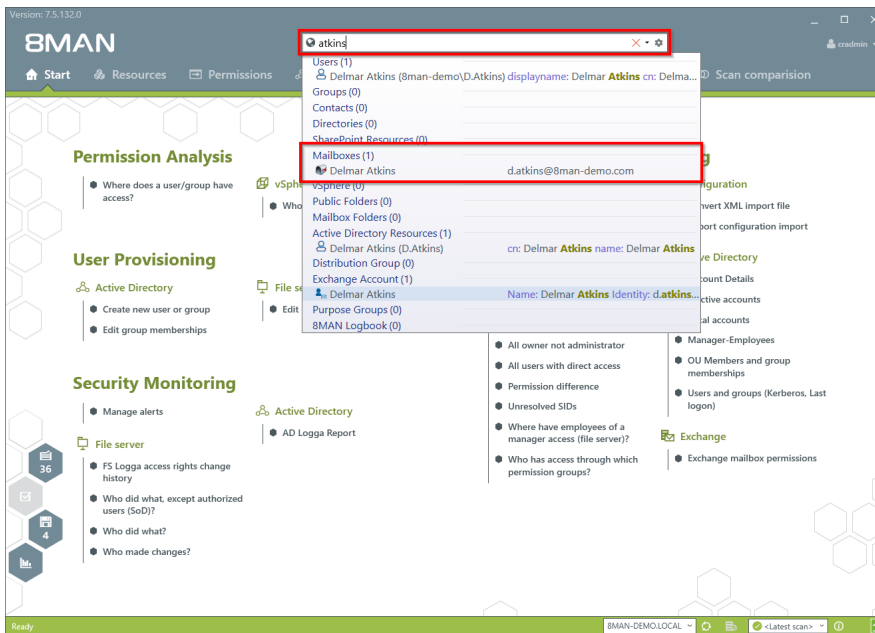 Version: 7.5.132.0
8MAN
atkins
cradmin
Start
Resources
Permissions
Scan comparision
Users (1)
Delmar Atkins (8man-demo\D.Atkins) displayname: Delmar Atkins cn: Delma...
Groups (0)
Contacts (0)
Directories (0)
SharePoint Resources (0)
Mailboxes (1)
Delmar Atkins d.atkins@8man-demo.com
vSphere (0)
Public Folders (0)
Mailbox Folders (0)
Active Directory Resources (1)
Delmar Atkins (D.Atkins) cn: Delmar Atkins name: Delmar Atkins
Distribution Group (0)
Exchange Account (1)
Delmar Atkins Name: Delmar Atkins Identity: d.atkins...
Purpose Groups (0)
8MAN Logbook (0)
Permission Analysis
Where does a user/group have
access?
vSphe
Who
User Provisioning
Active Directory
Create new user or group
Edit group memberships
File se
Edit
Security Monitoring
Manage alerts
File server
FS Logga access rights change
history
Who did what, except authorized
users (SoD)?
Who did what?
Who made changes?
Active Directory
AD Logga Report
All owner not administrator
All users with direct access
Permission difference
Unresolved SIDs
Where have employees of a
manager access (file server)?
Who has access through which
permission groups?
g
iguration
nvert XML import file
port configuration import
ve Directory
count Details
ctive accounts
cal accounts
Manager-Employees
OU Members and group
memberships
Users and groups (Kerberos, Last
logon)
Exchange
Exchange mailbox permissions
36
4
Ready
8MAN-DEMO.LOCAL
<Latest scan>